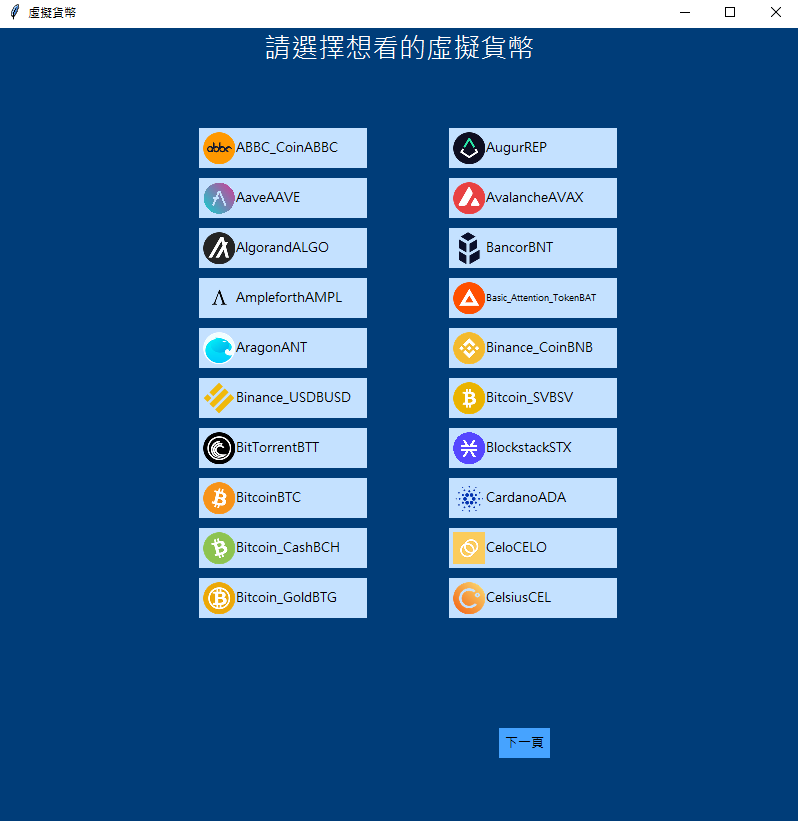 虛擬貨幣
請選擇想看的虛擬貨幣
abbc ABBC_CoinABBC
AaveAAVE
AlgorandALGO
AmpleforthAMPL
AragonANT
Binance_USDBUSD
BitTorrentBTT
BitcoinBTC
Bitcoin_CashBCH
Bitcoin_GoldBTG
AugurREP
AvalancheAVAX
BancorBNT
Basic_Attention_TokenBAT
Binance_CoinBNB
Bitcoin_SVBSV
BlockstackSTX
CardanoADA
CeloCELO
CelsiusCEL
下一頁